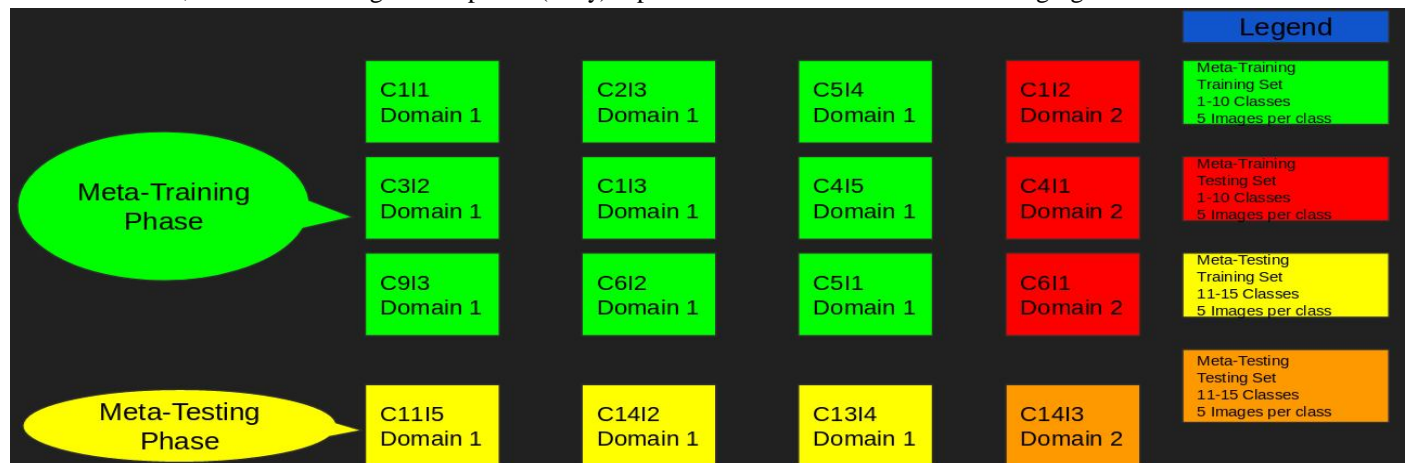 Legend
Meta-Training
Phase
C1I1
Domain 1
C2I3
Domain 1
C5I4
Domain 1
C1I2
Domain 2
Meta-Training
Training Set
1-10 Classes
5 Images per class
C3I2
Domain 1
C1I3
Domain 1
C4I5
Domain 1
C4I1
Domain 2
Meta-Training
Testing Set
1-10 Classes
5 Images per class
C9I3
Domain 1
C6I2
Domain 1
C5I1
Domain 1
C6I1
Domain 2
Meta-Testing
Training Set
11-15 Classes
5 Images per class
Meta-Testing
Phase
C11I5
Domain 1
C14I2
Domain 1
C13I4
Domain 1
C14I3
Domain 2
Meta-Testing
Testing Set
11-15 Classes
5 Images per class